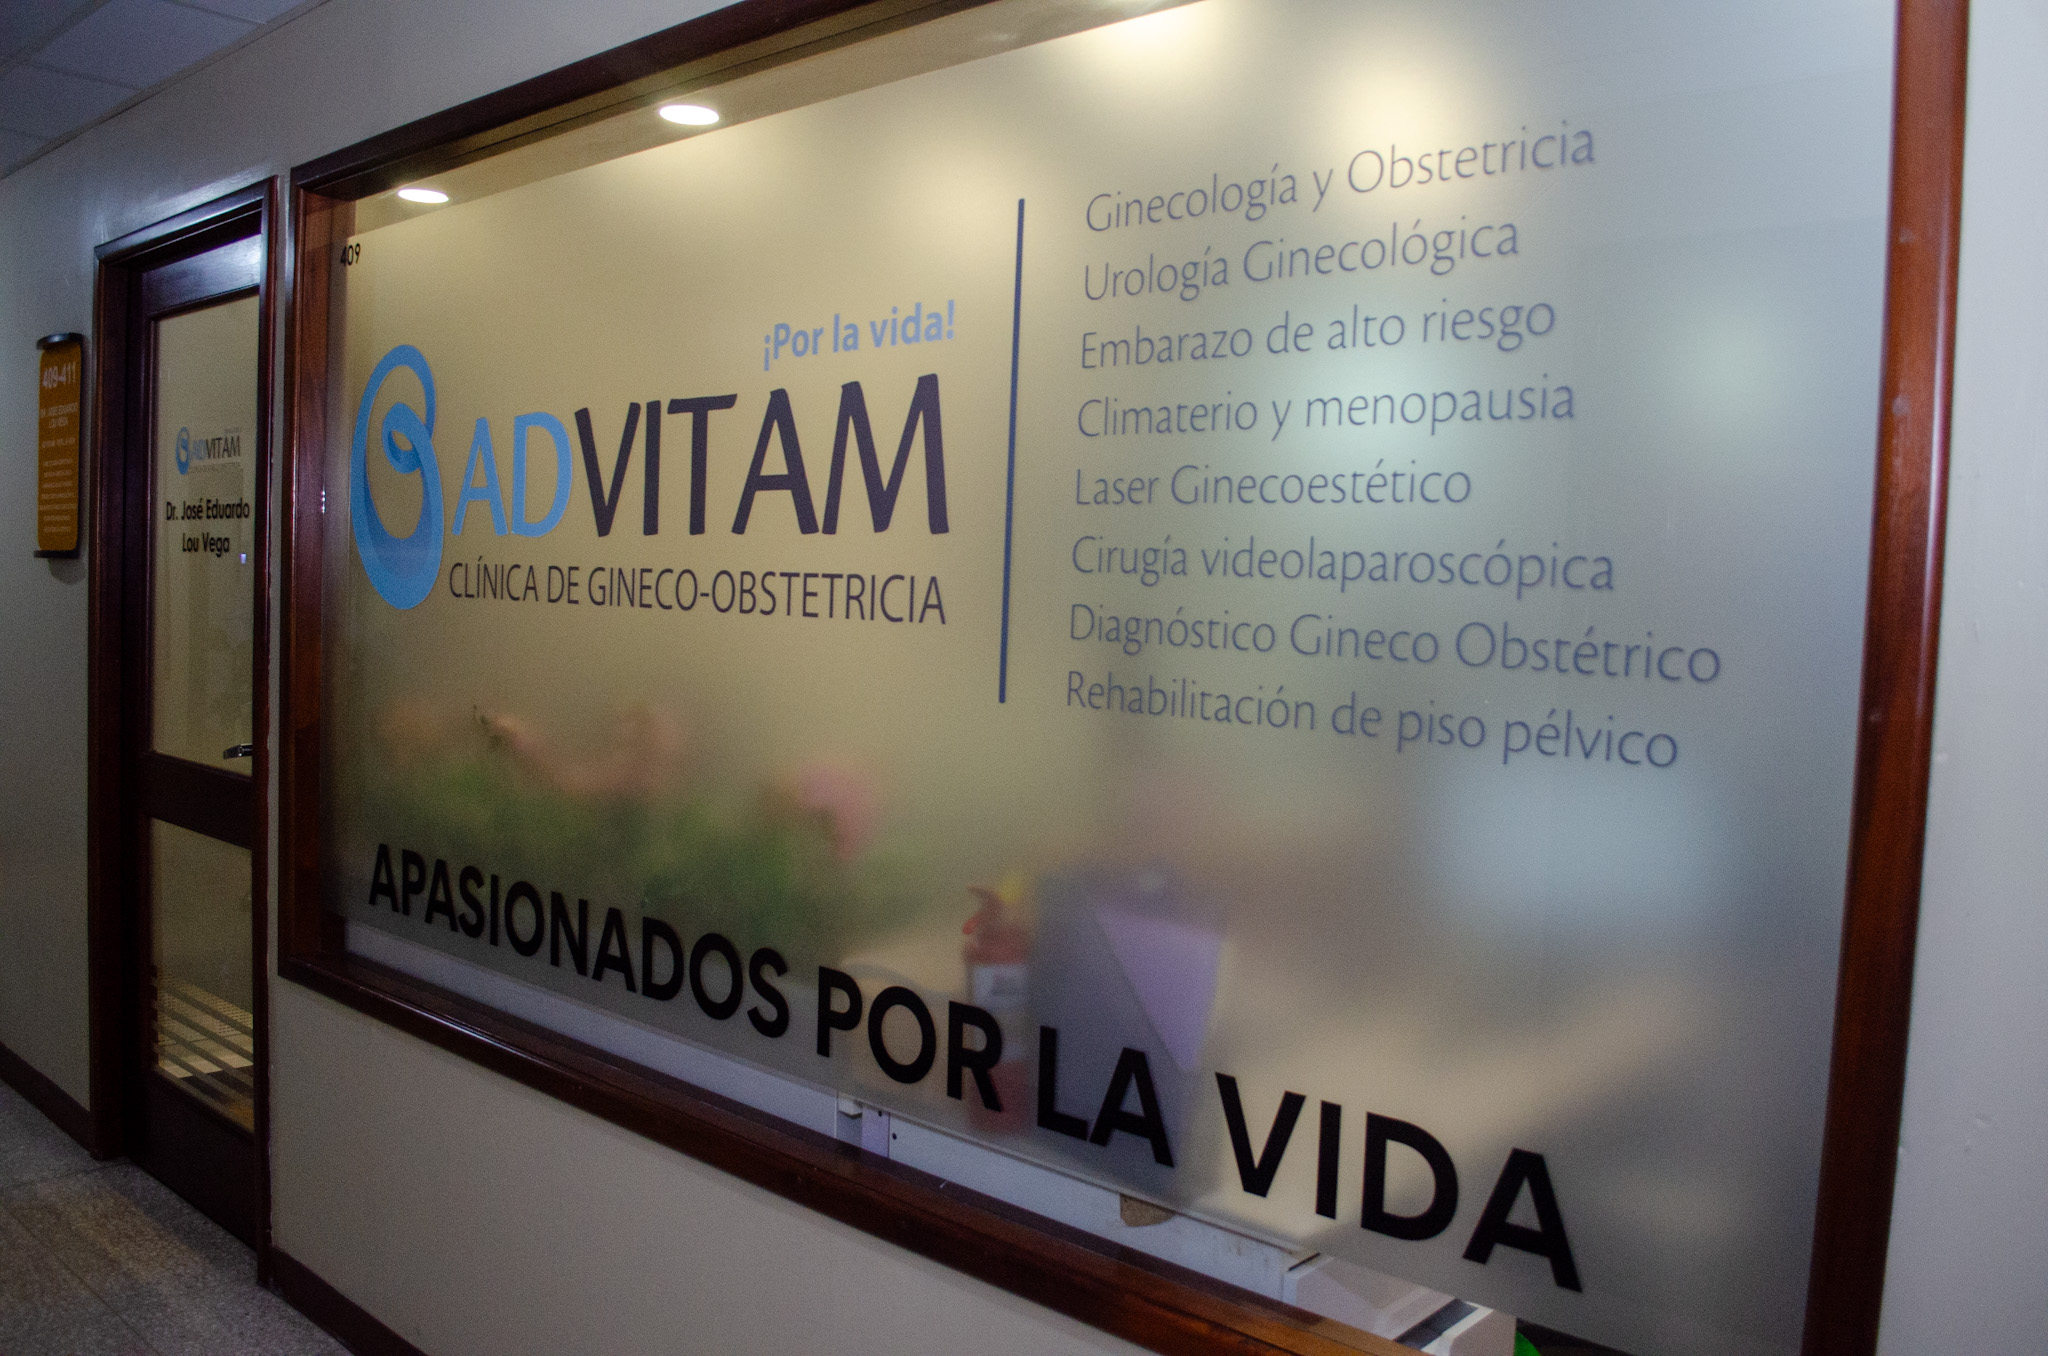 409-411
409
ADVITAM
Dr. José Eduardo
Lou Vega
¡Por la vida!
ADVITAM
CLÍNICA DE GINECO-OBSTETRICIA
Ginecología y Obstetricia
Urología Ginecológica
Embarazo de alto riesgo
Climaterio y menopausia
Laser Ginecoestético
Cirugía videolaparoscópica
Diagnóstico Gineco Obstétrico
Rehabilitación de piso pélvico
APASIONADOS POR LA VIDA